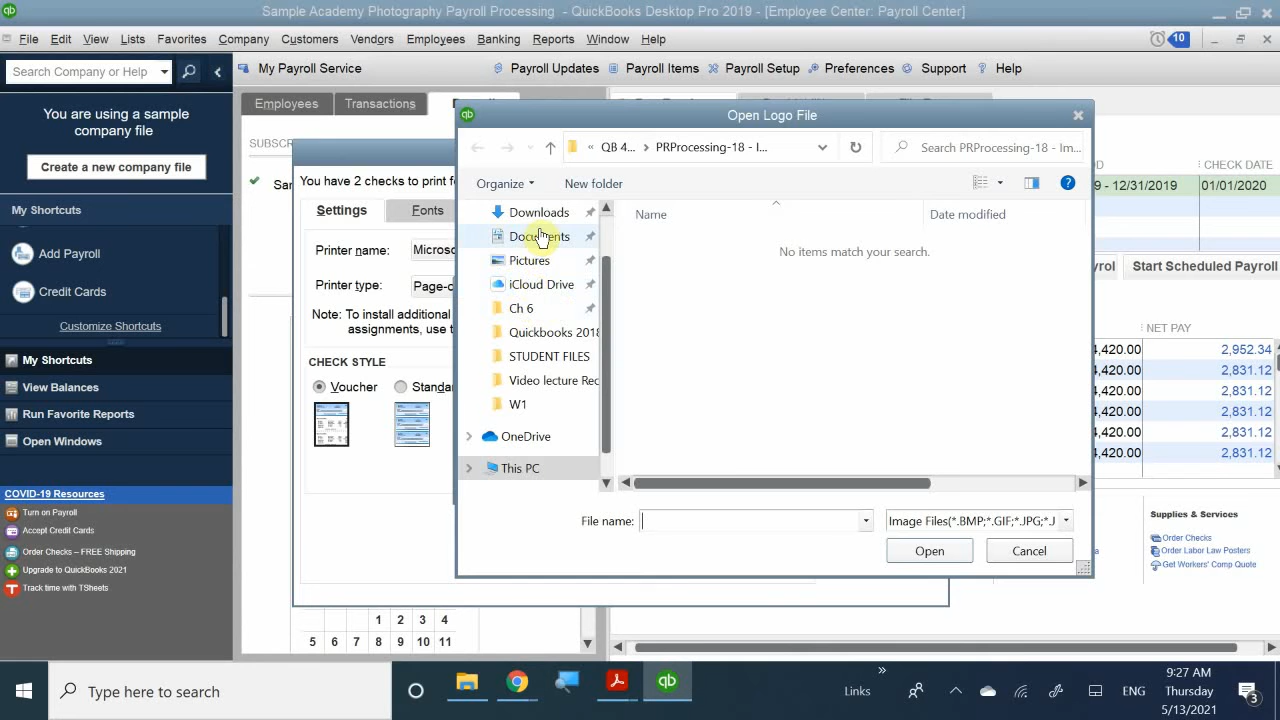 Sample Academy Photography Payroll Processing - QuickBooks Desktop Pro 2019 - [Employee Center: Payroll Center]
File Edit View Lists Favorites Company Customers Vendors Employees Banking Reports Window Help
10
Search Company or Help
My Payroll Service
Payroll Updates Payroll Items Payroll Setup Preferences Support Help
You are using a sample
company file
Create a new company file
My Shortcuts
Add Payroll
Credit Cards
Customize Shortcuts
My Shortcuts
View Balances
Run Favorite Reports
Open Windows
COVID-19 Resources
Turn on Payroll
Accept Credit Cards
Order Checks – FREE Shipping
Upgrade to QuickBooks 2021
Track time with TSheets
Employees Transactions
SUBSC
You have 2 checks to print f
Settings Fonts
Printer name: Micros
Printer type: Page-
Note: To install additional
assignments, use t
CHECK STYLE
Voucher Standa
1 2 3 4
5 6 7 8 9 10 11
Open Logo File
« QB 4... PRProcessing-18 - I...
Search PRProcessing-18 - Im...
Organize New folder
Downloads
Documents
Pictures
iCloud Drive
Ch 6
Quickbooks 2018
STUDENT FILES
Video lecture Rec
W1
OneDrive
This PC
Name Date modified
No items match your search.
File name:
Image Files(*.BMP;*.GIF;*.JPG;*.J
Open Cancel
CHECK DATE
9 - 12/31/2019 01/01/2020
rol Start Scheduled Payroll
NET PAY
4,420.00 2,952.34
4,420.00 2,831.12
4,420.00 2,831.12
4,420.00 2,831.12
4,420.00 2,831.12
4,420.00 2,831.12
Supplies & Services
Order Checks
Order Labor Law Posters
Get Workers' Comp Quote
Type here to search
Links
ENG
9:27 AM
Thursday
5/13/2021
3